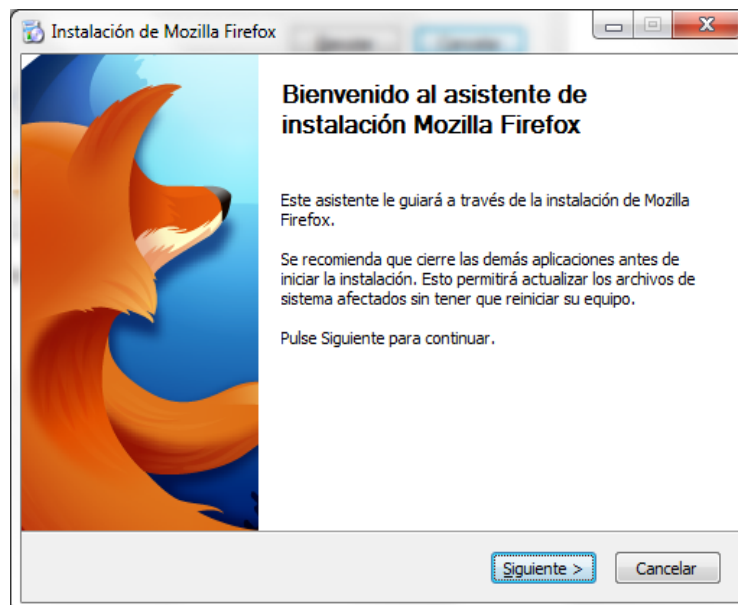 Instalación de Mozilla Firefox
Bienvenido al asistente de
instalación Mozilla Firefox
Este asistente le guiará a través de la instalación de Mozilla
Firefox.
Se recomienda que cierre las demás aplicaciones antes de
iniciar la instalación. Esto permitirá actualizar los archivos de
sistema afectados sin tener que reiniciar su equipo.
Pulse Siguiente para continuar.
Siguiente >
Cancelar